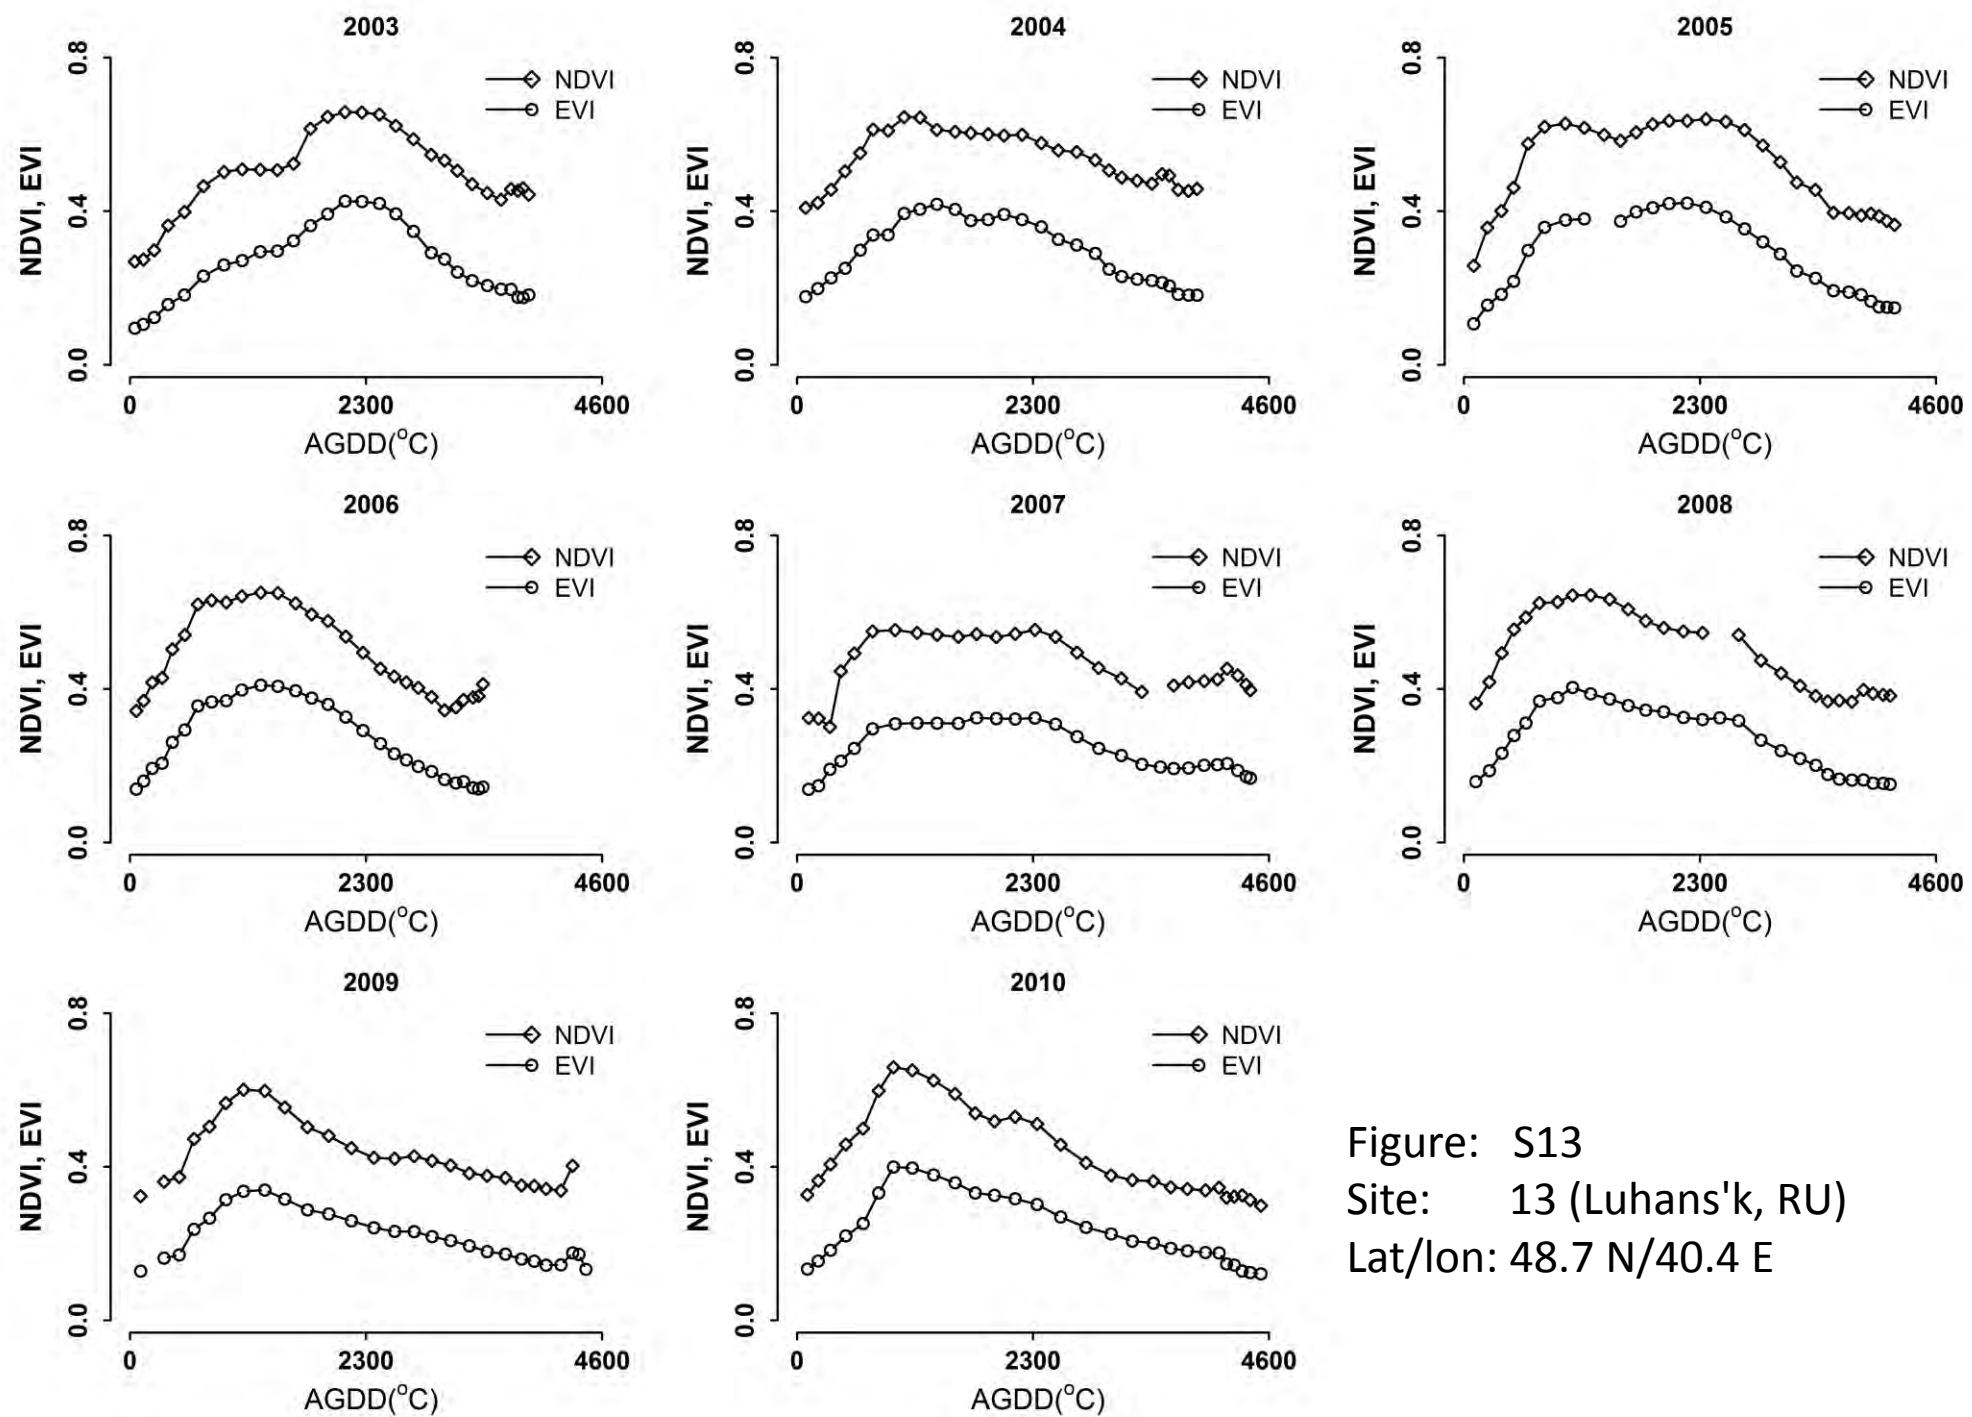 2003
0.8
NDVI
EVI
0.4
NDVI, EVI
0.0
0 2300 4600
AGDD(°C)
2004
0.8
NDVI
EVI
0.4
NDVI, EVI
0.0
0 2300 4600
AGDD(°C)
2005
0.8
NDVI
EVI
0.4
NDVI, EVI
0.0
0 2300 4600
AGDD(°C)
2006
0.8
NDVI
EVI
0.4
NDVI, EVI
0.0
0 2300 4600
AGDD(°C)
2007
0.8
NDVI
EVI
0.4
NDVI, EVI
0.0
0 2300 4600
AGDD(°C)
2008
0.8
NDVI
EVI
0.4
NDVI, EVI
0.0
0 2300 4600
AGDD(°C)
2009
0.8
NDVI
EVI
0.4
NDVI, EVI
0.0
0 2300 4600
AGDD(°C)
2010
0.8
NDVI
EVI
0.4
NDVI, EVI
0.0
0 2300 4600
AGDD(°C)
Figure: S13
Site: 13 (Luhans'k, RU)
Lat/lon: 48.7 N/40.4 E